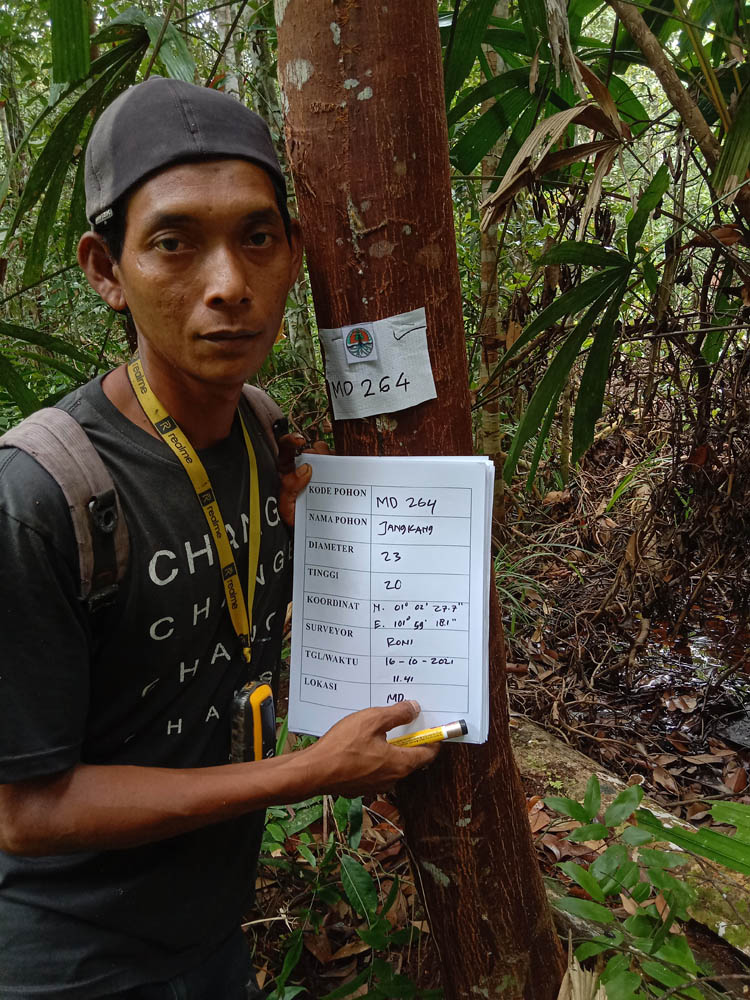 MD 264
KODE POHON MD 264
NAMA POHON JANGKANG
DIAMETER 23
TINGGI 20
KOORDINAT N. 01° 02' 27.7"
E. 101° 59' 18.1"
SURVEYOR RONI
TGL/WAKTU 16-10-2021
11.41
LOKASI MD
realme
realme
realme
CHANG
CHANGE
CHANG
CHANG
CHANG